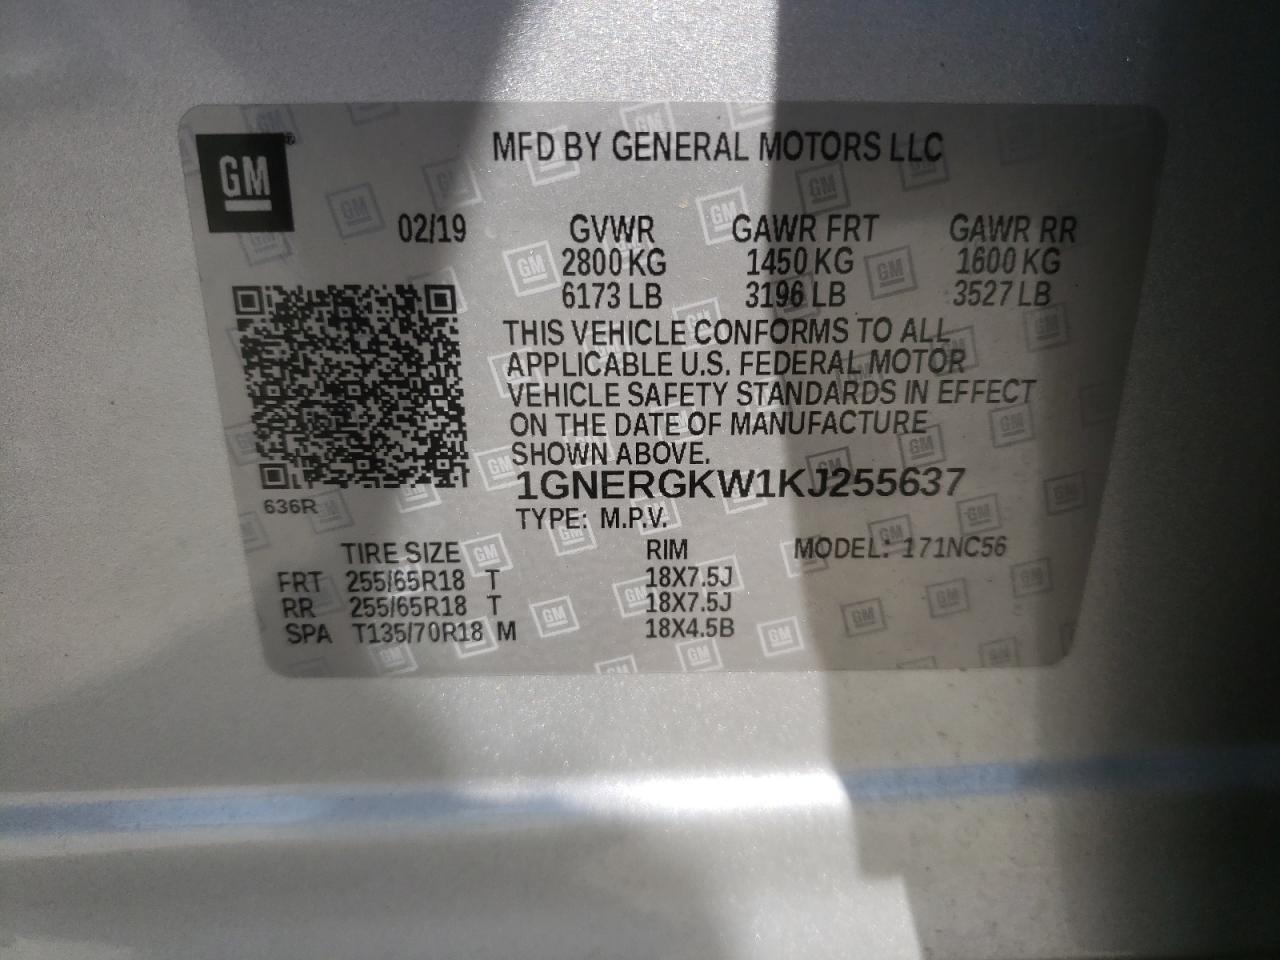 GM
MFD BY GENERAL MOTORS LLC
02/19 GVWR GAWR FRT GAWR RR
2800 KG 1450 KG 1600 KG
6173 LB 3196 LB 3527 LB
THIS VEHICLE CONFORMS TO ALL
APPLICABLE U.S. FEDERAL MOTOR
VEHICLE SAFETY STANDARDS IN EFFECT
ON THE DATE OF MANUFACTURE
SHOWN ABOVE.
1GNERGKW1KJ255637
636R
TYPE: M.P.V.
TIRE SIZE RIM MODEL: 171NC56
FRT 255/65R18 T 18X7.5J
RR 255/65R18 T 18X7.5J
SPA T135/70R18 M 18X4.5B